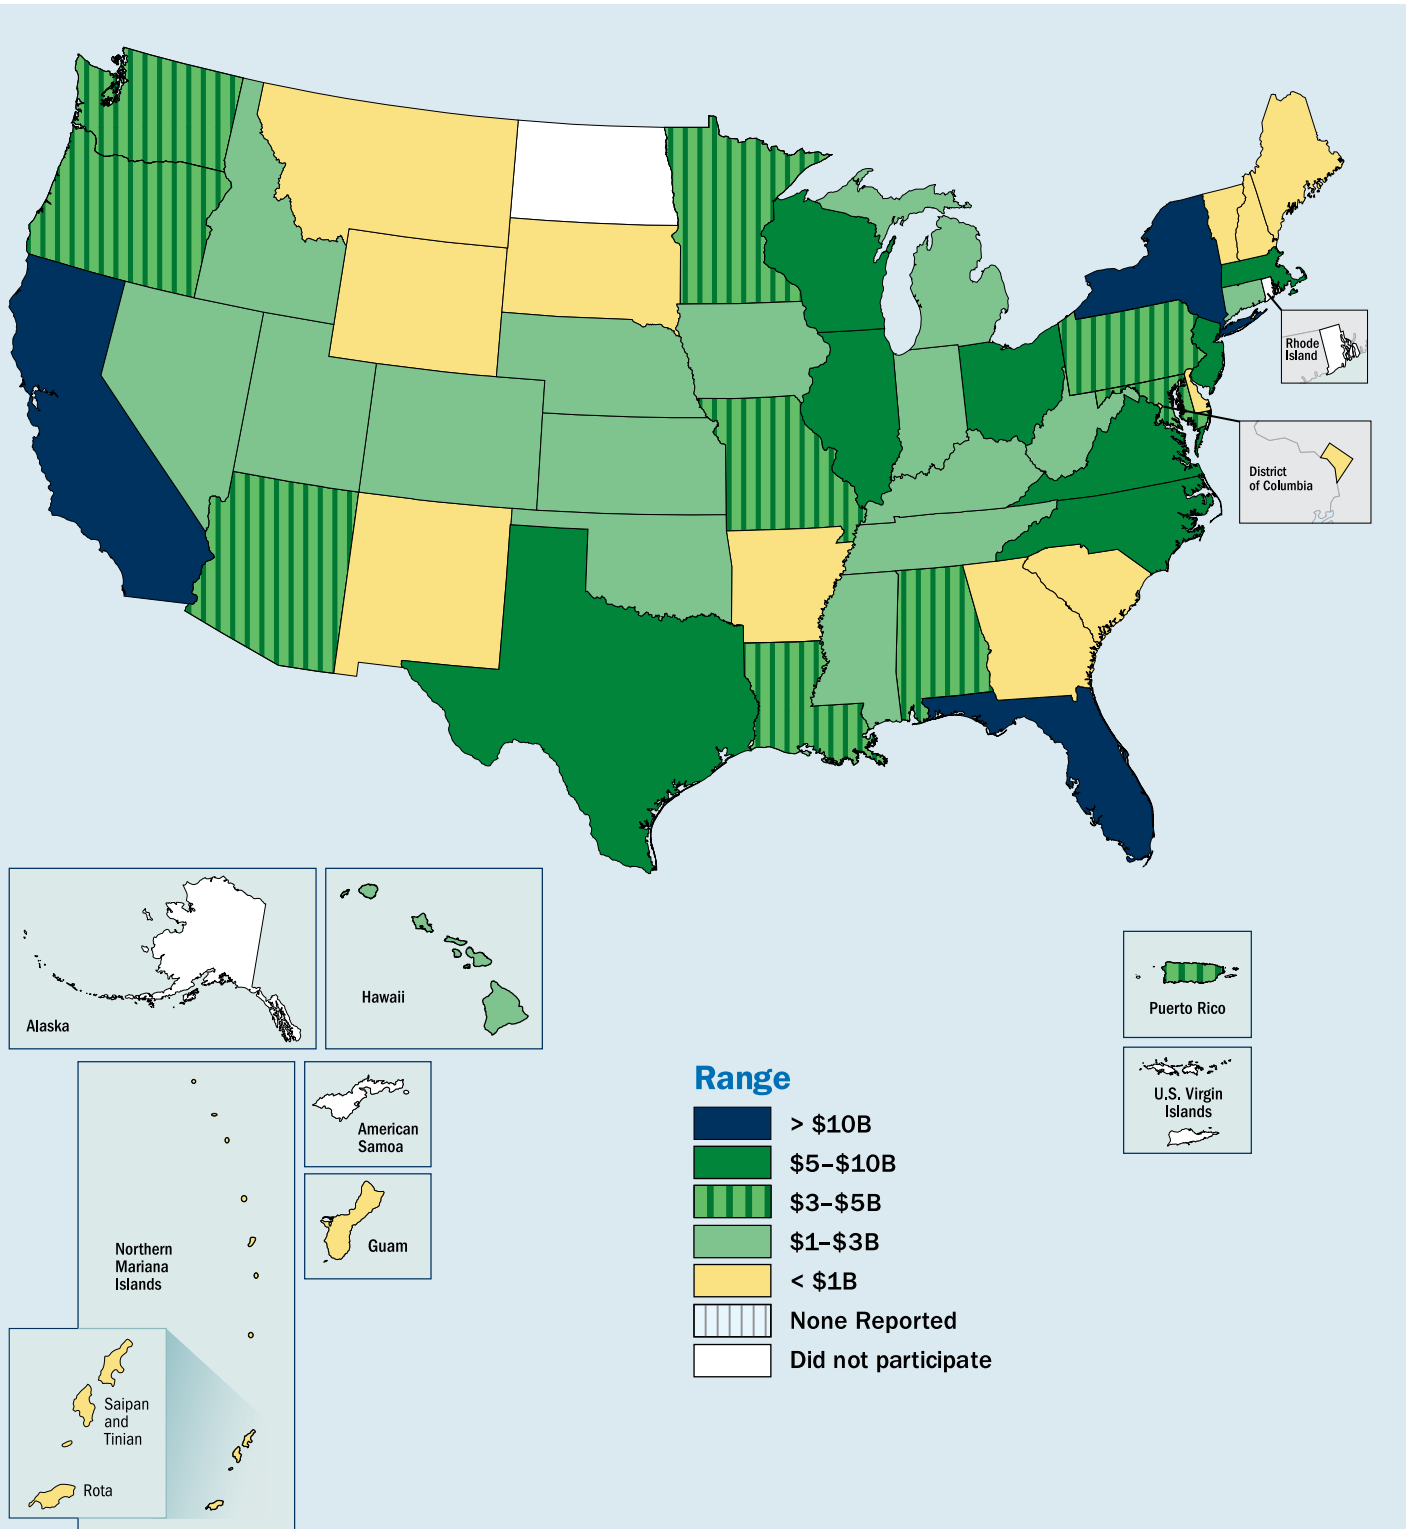 Rhode
Island
District
of Columbia
Alaska
Hawaii
Puerto Rico
U.S. Virgin
Islands
American
Samoa
Guam
Northern
Mariana
Islands
Saipan
and
Tinian
Rota
Range
> $10B
$5–$10B
$3–$5B
$1–$3B
< $1B
None Reported
Did not participate